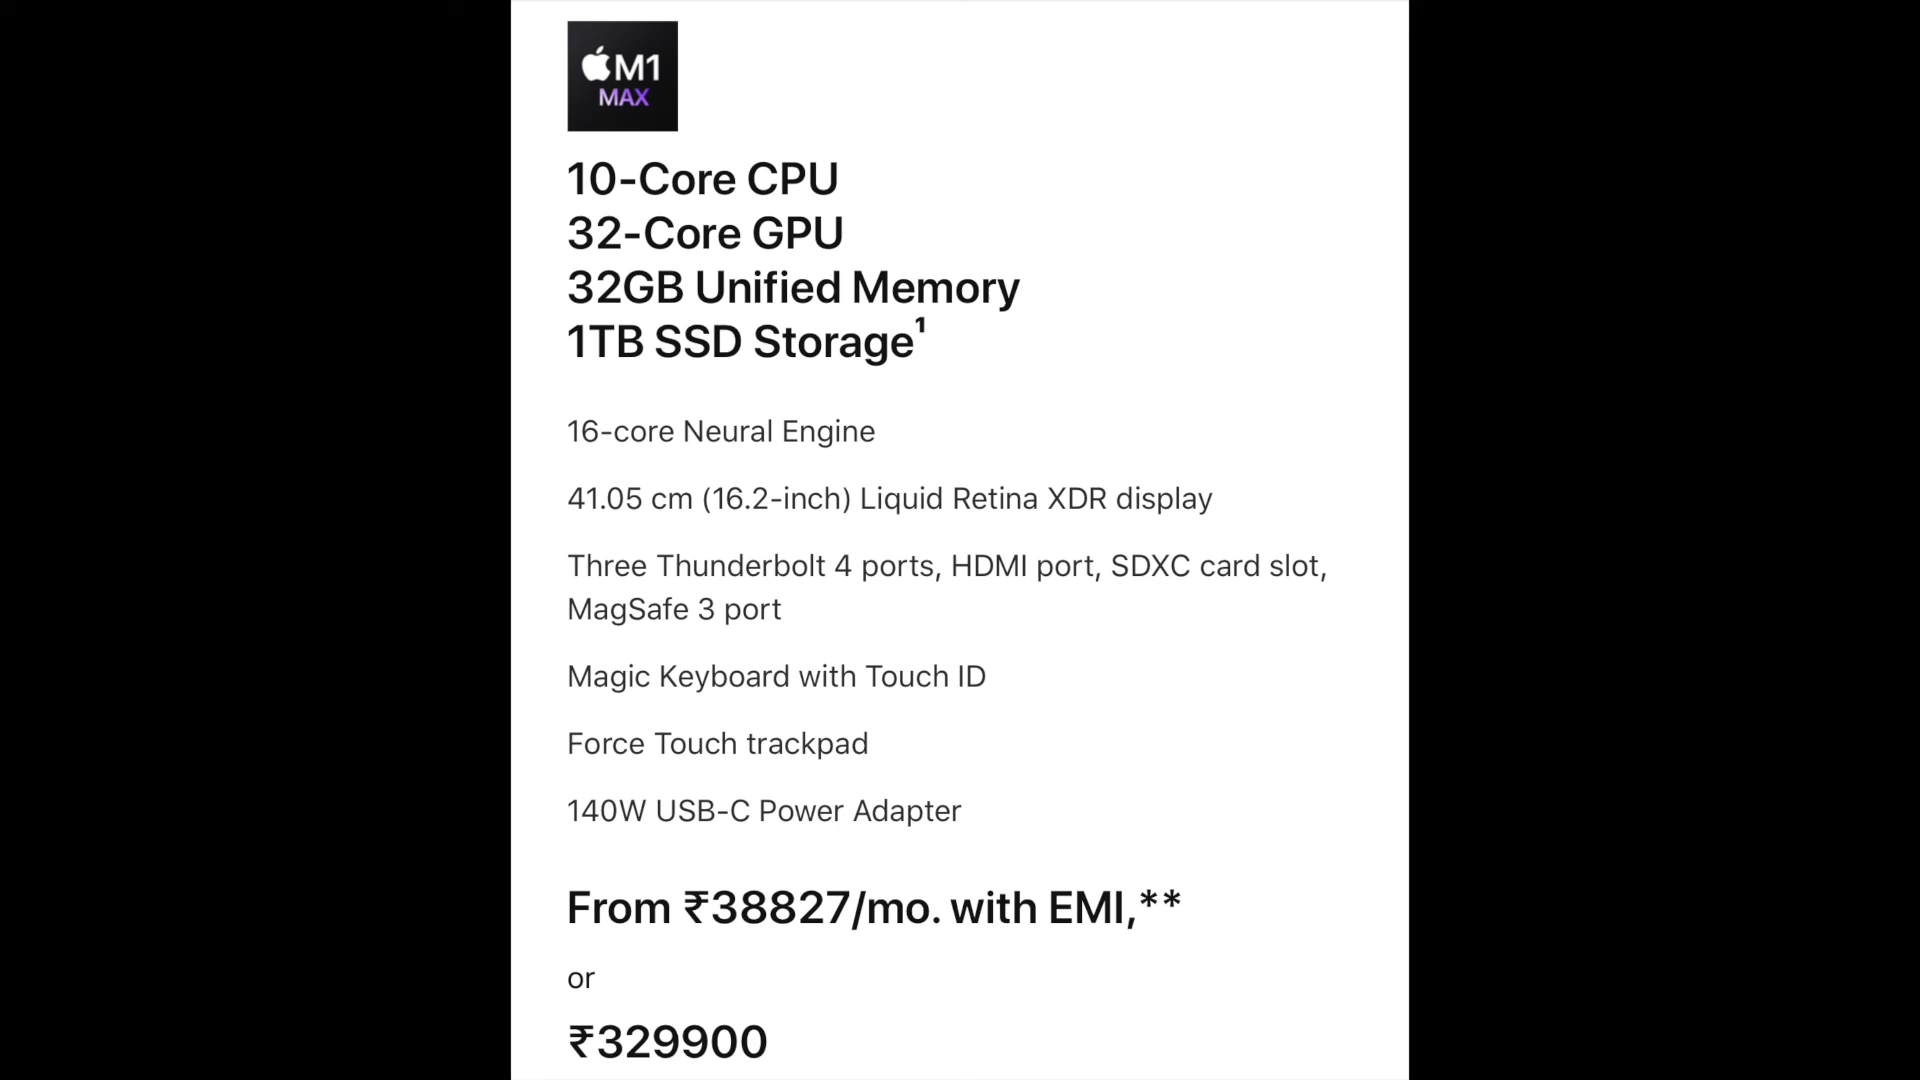 M1
MAX
10-Core CPU
32-Core GPU
32GB Unified Memory
1TB SSD Storage¹
16-core Neural Engine
41.05 cm (16.2-inch) Liquid Retina XDR display
Three Thunderbolt 4 ports, HDMI port, SDXC card slot,
MagSafe 3 port
Magic Keyboard with Touch ID
Force Touch trackpad
140W USB-C Power Adapter
From ₹38827/mo. with EMI,**
or
₹329900